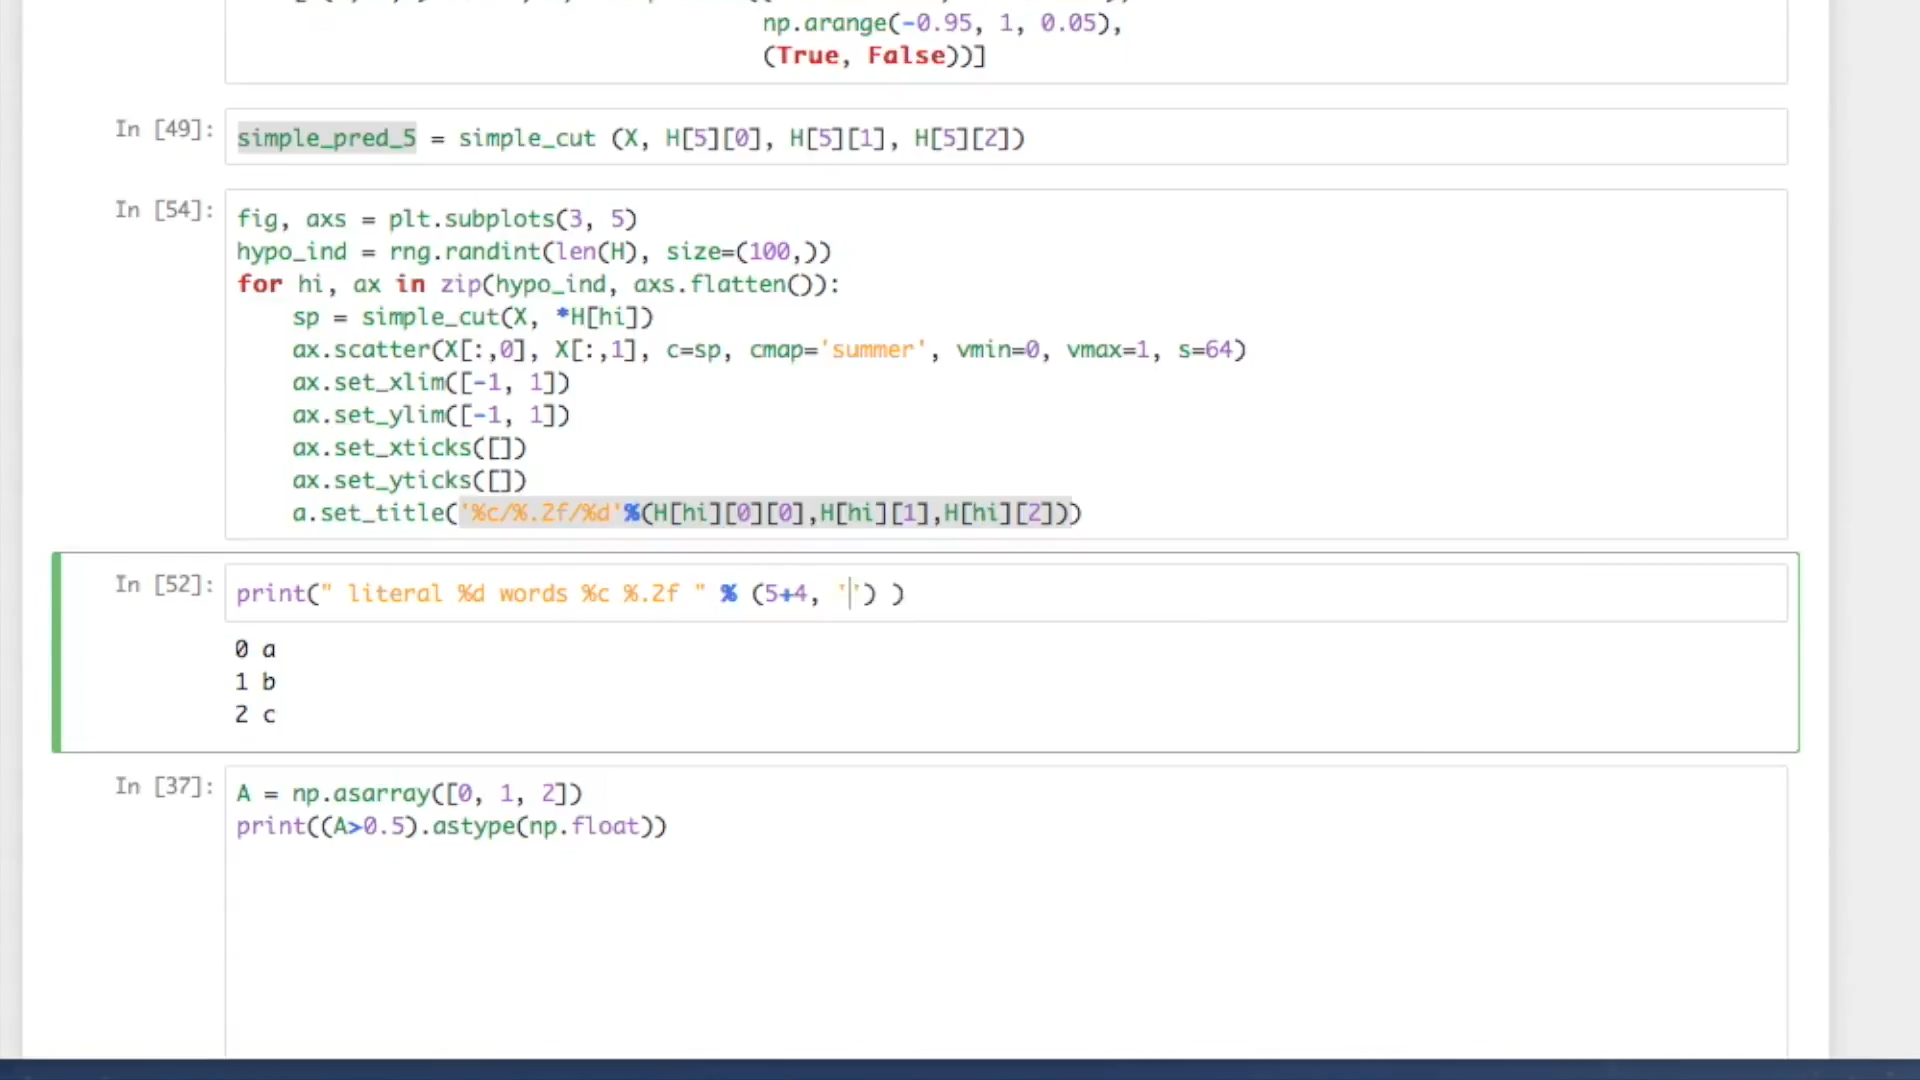 np.arange(-0.95, 1, 0.05),
(True, False))]
In [49]:
simple_pred_5 = simple_cut (X, H[5][0], H[5][1], H[5][2])
In [54]:
fig, axs = plt.subplots(3, 5)
hypo_ind = rng.randint(len(H), size=(100,))
for hi, ax in zip(hypo_ind, axs.flatten()):
    sp = simple_cut(X, *H[hi])
    ax.scatter(X[:,0], X[:,1], c=sp, cmap='summer', vmin=0, vmax=1, s=64)
    ax.set_xlim([-1, 1])
    ax.set_ylim([-1, 1])
    ax.set_xticks([])
    ax.set_yticks([])
    a.set_title('%c/%.2f/%d'%(H[hi][0][0],H[hi][1],H[hi][2]))
In [52]:
print(" literal %d words %c %.2f " % (5+4, '') )
0 a
1 b
2 c
In [37]:
A = np.asarray([0, 1, 2])
print((A>0.5).astype(np.float))